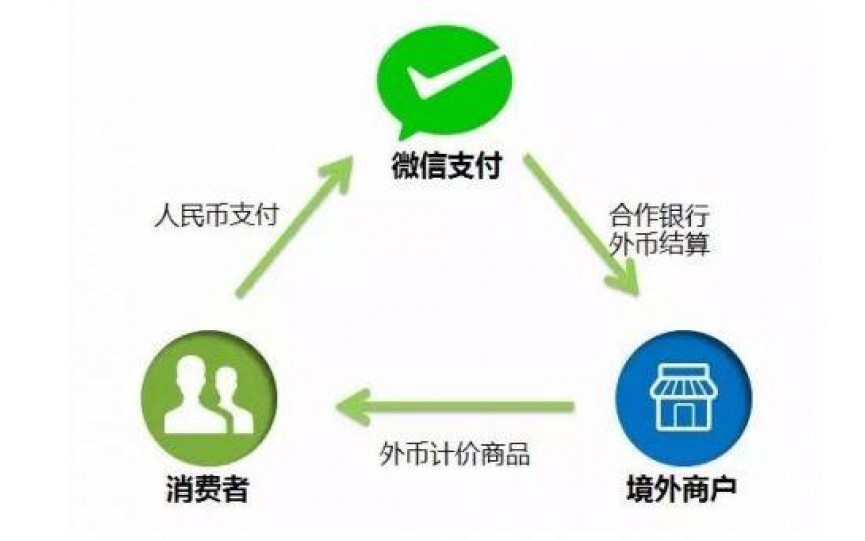 微信支付
人民币支付
合作银行
外币结算
外币计价商品
消费者
境外商户